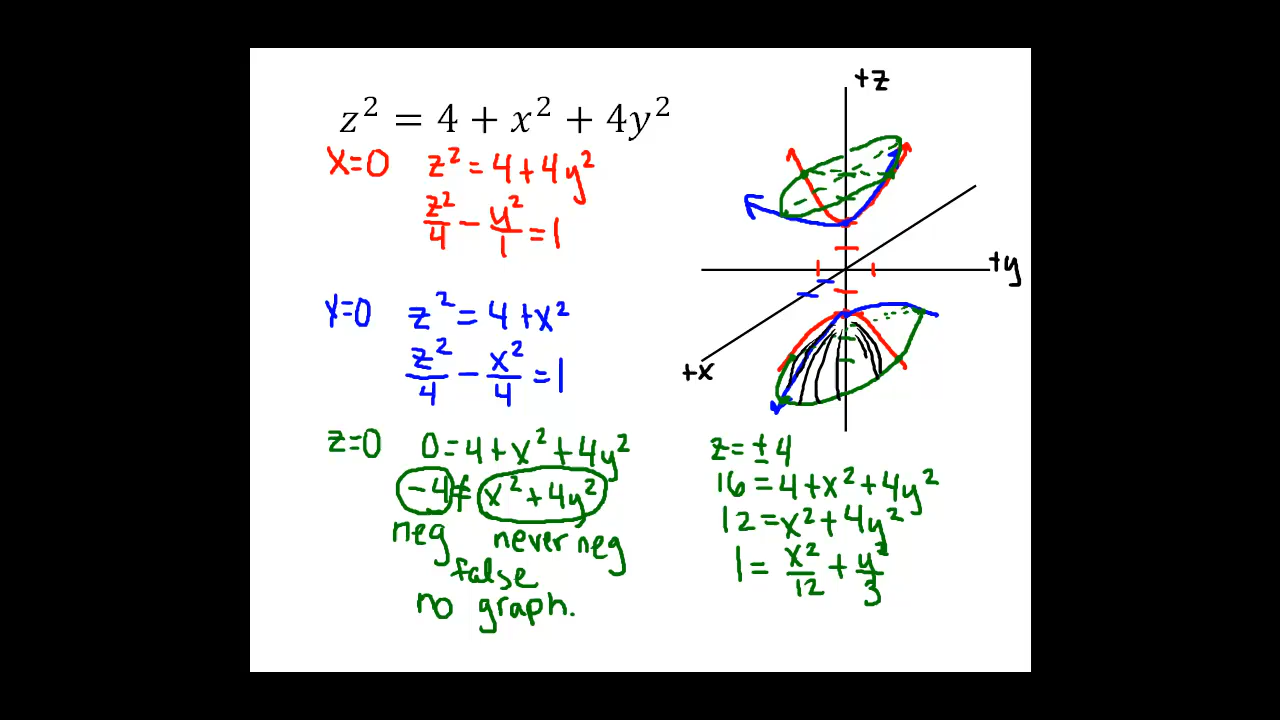 z² = 4 + x² + 4y²
x=0 z² = 4+4y²
z²/4 − y²/1 = 1
y=0 z² = 4+x²
z²/4 − x²/4 = 1
z=0 0=4+x²+4y²
−4 ≠ x²+4y²
neg never neg
false
no graph.
+z
+y
+x
z= ±4
16 = 4+x²+4y²
12 = x²+4y²
1 = x²/12 + y²/3